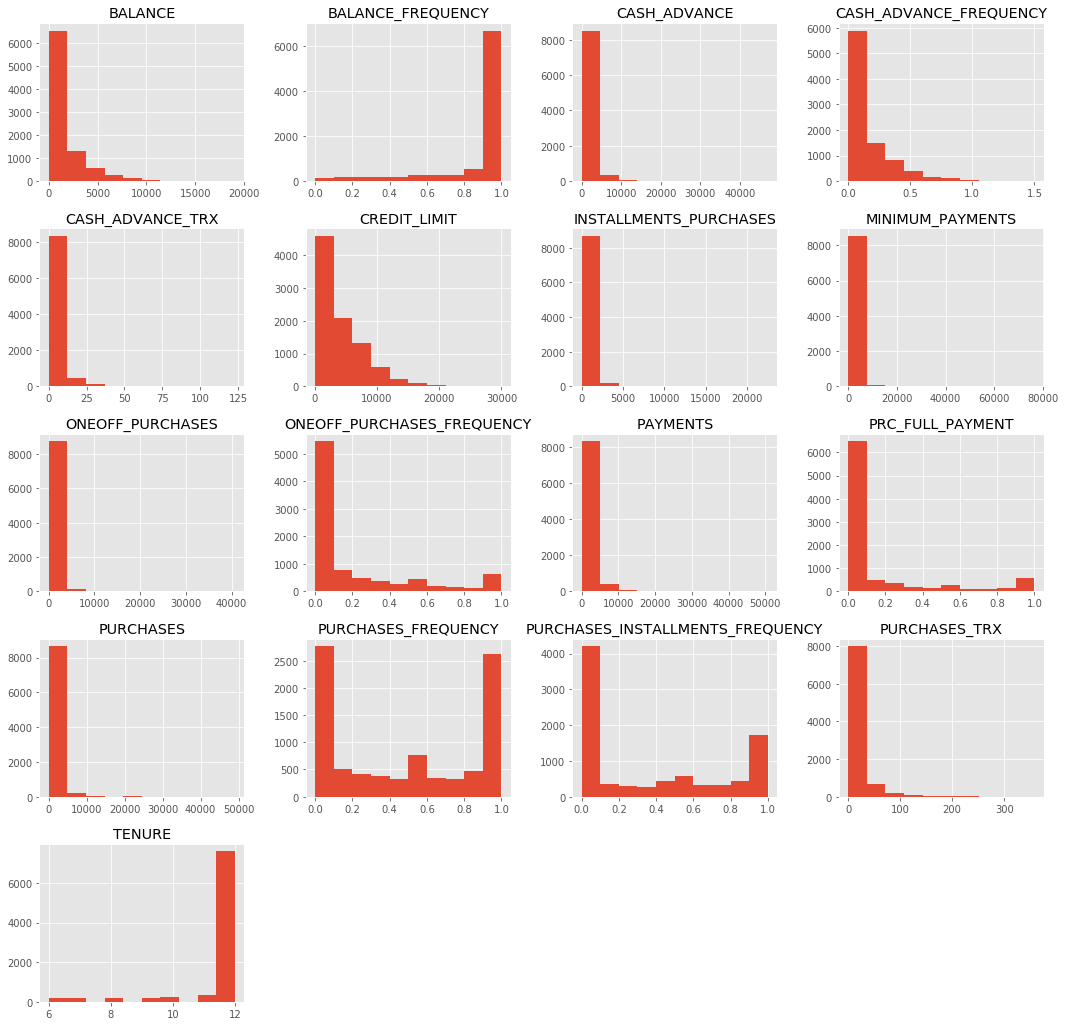 BALANCE
6000
5000
4000
3000
2000
1000
0
0 5000 10000 15000 20000
BALANCE_FREQUENCY
6000
4000
2000
0
0.0 0.2 0.4 0.6 0.8 1.0
CASH_ADVANCE
8000
6000
4000
2000
0
0 10000 20000 30000 40000
CASH_ADVANCE_FREQUENCY
6000
5000
4000
3000
2000
1000
0
0.0 0.5 1.0 1.5
CASH_ADVANCE_TRX
8000
6000
4000
2000
0
0 25 50 75 100 125
CREDIT_LIMIT
4000
3000
2000
1000
0
0 10000 20000 30000
INSTALLMENTS_PURCHASES
8000
6000
4000
2000
0
0 5000 10000 15000 20000
MINIMUM_PAYMENTS
8000
6000
4000
2000
0
0 20000 40000 60000 80000
ONEOFF_PURCHASES
8000
6000
4000
2000
0
0 10000 20000 30000 40000
ONEOFF_PURCHASES_FREQUENCY
5000
4000
3000
2000
1000
0
0.0 0.2 0.4 0.6 0.8 1.0
PAYMENTS
8000
6000
4000
2000
0
0 10000 20000 30000 40000 50000
PRC_FULL_PAYMENT
6000
5000
4000
3000
2000
1000
0
0.0 0.2 0.4 0.6 0.8 1.0
PURCHASES
8000
6000
4000
2000
0
0 10000 20000 30000 40000 50000
PURCHASES_FREQUENCY
2500
2000
1500
1000
500
0
0.0 0.2 0.4 0.6 0.8 1.0
PURCHASES_INSTALLMENTS_FREQUENCY
4000
3000
2000
1000
0
0.0 0.2 0.4 0.6 0.8 1.0
PURCHASES_TRX
8000
6000
4000
2000
0
0 100 200 300
TENURE
6000
4000
2000
0
6 8 10 12